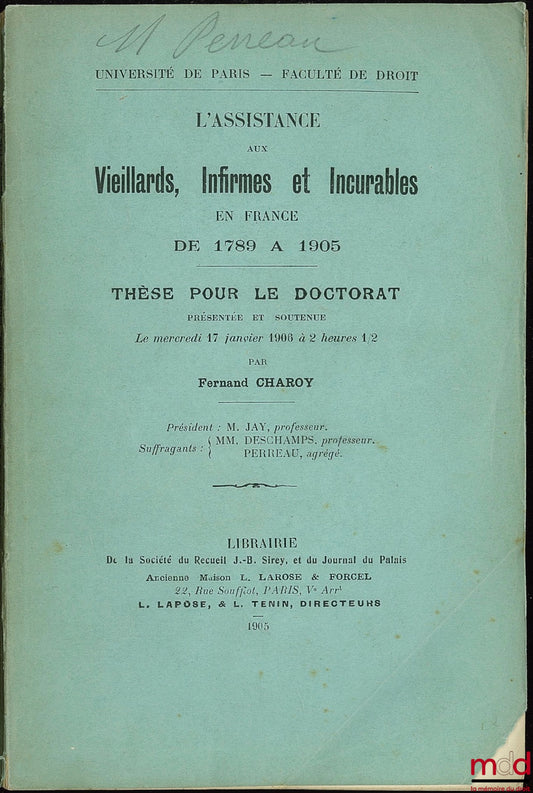 M Perreau
UNIVERSITÉ DE PARIS — FACULTÉ DE DROIT
L'ASSISTANCE
AUX
Vieillards, Infirmes et Incurables
EN FRANCE
DE 1789 A 1905
THÈSE POUR LE DOCTORAT
PRÉSENTÉE ET SOUTENUE
Le mercredi 17 janvier 1906 à 2 heures 1/2
PAR
Fernand CHAROY
Président : M. JAY, professeur.
Suffragants : { MM. DESCHAMPS, professeur.
PERREAU, agrégé.
LIBRAIRIE
De la Société du Recueil J.-B. Sirey, et du Journal du Palais
Ancienne Maison L. LAROSE & FORCEL
22, Rue Soufflot, PARIS, Ve Arrt
L. LAROSE, & L. TENIN, DIRECTEURS
1905
mdd
la mémoire du droit